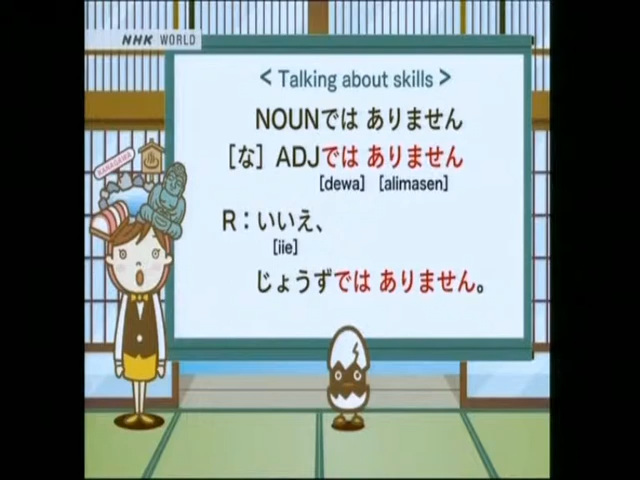 NHK WORLD
< Talking about skills >
NOUNでは ありません
[な] ADJでは ありません
[dewa] [alimasen]
KANAGAWA
R：いいえ、
[iie]
じょうずでは ありません。